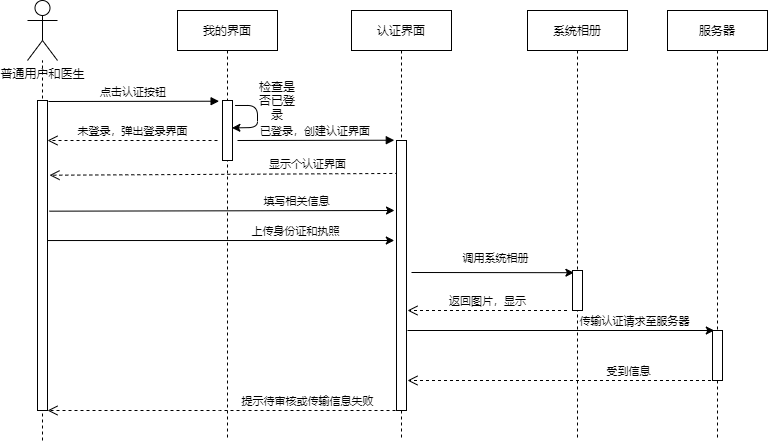 我的界面
认证界面
系统相册
服务器
普通用户和医生
点击认证按钮
检查是
否已登
录
未登录，弹出登录界面
已登录，创建认证界面
显示个认证界面
填写相关信息
上传身份证和执照
调用系统相册
返回图片，显示
传输认证请求至服务器
受到信息
提示待审核或传输信息失败